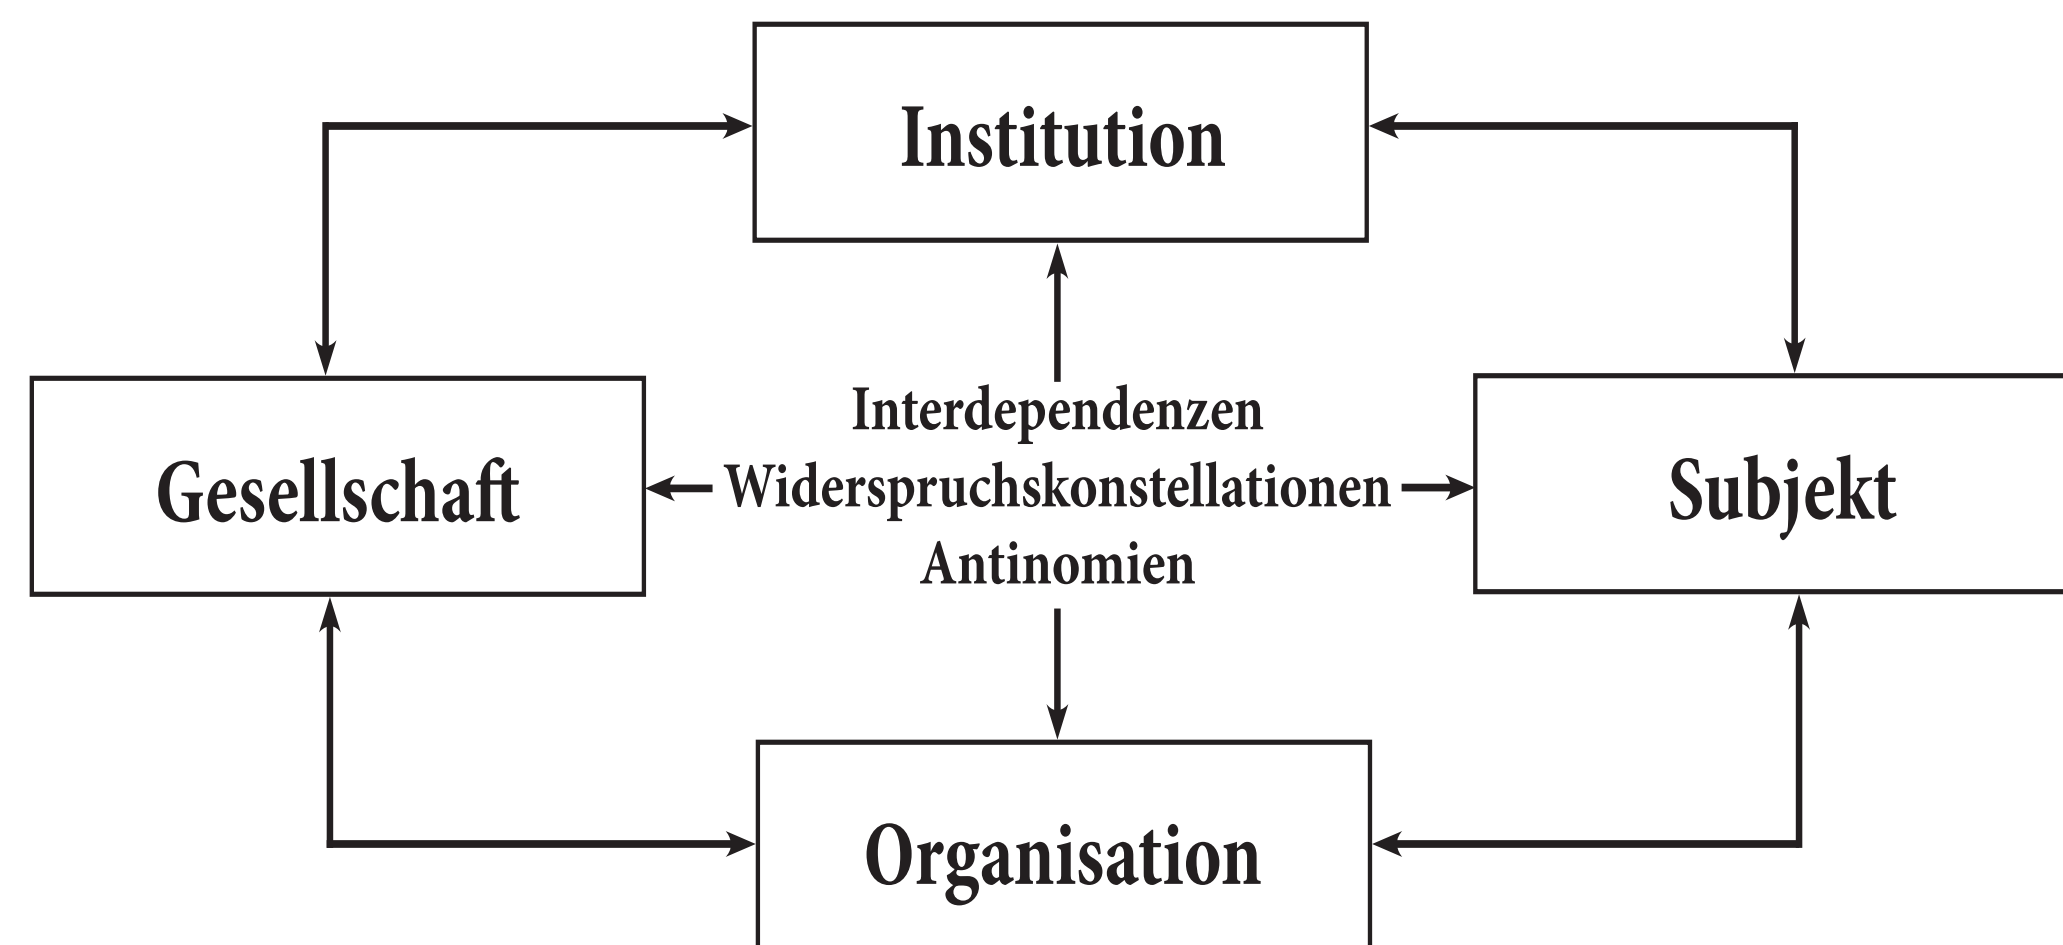 Institution
Interdependenzen
Gesellschaft
Widerspruchskonstellationen
Subjekt
Antinomien
Organisation